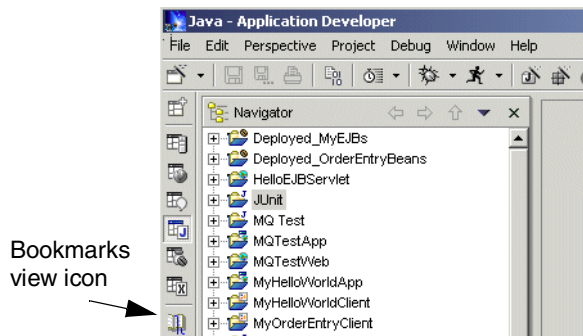 Java - Application Developer
File Edit Perspective Project Debug Window Help
Navigator
Deployed_MyEJBs
Deployed_OrderEntryBeans
HelloEJBServlet
JUnit
MQ Test
MQTestApp
MQTestWeb
MyHelloWorldApp
MyHelloWorldClient
MyOrderEntryClient
Bookmarks
view icon